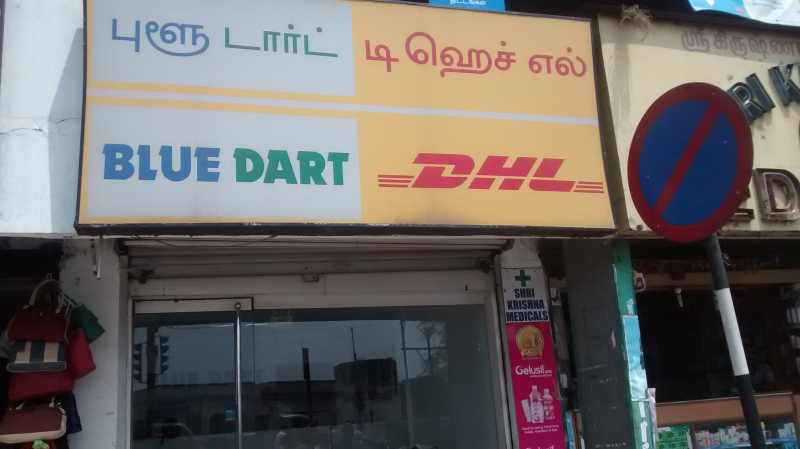 புளூ டார்ட்
டி ஹெச் எல்
BLUE DART
DHL
ஸ்ரீ கிருஷ்ண
SHRI
KRISHNA
MEDICALS
Gelusil